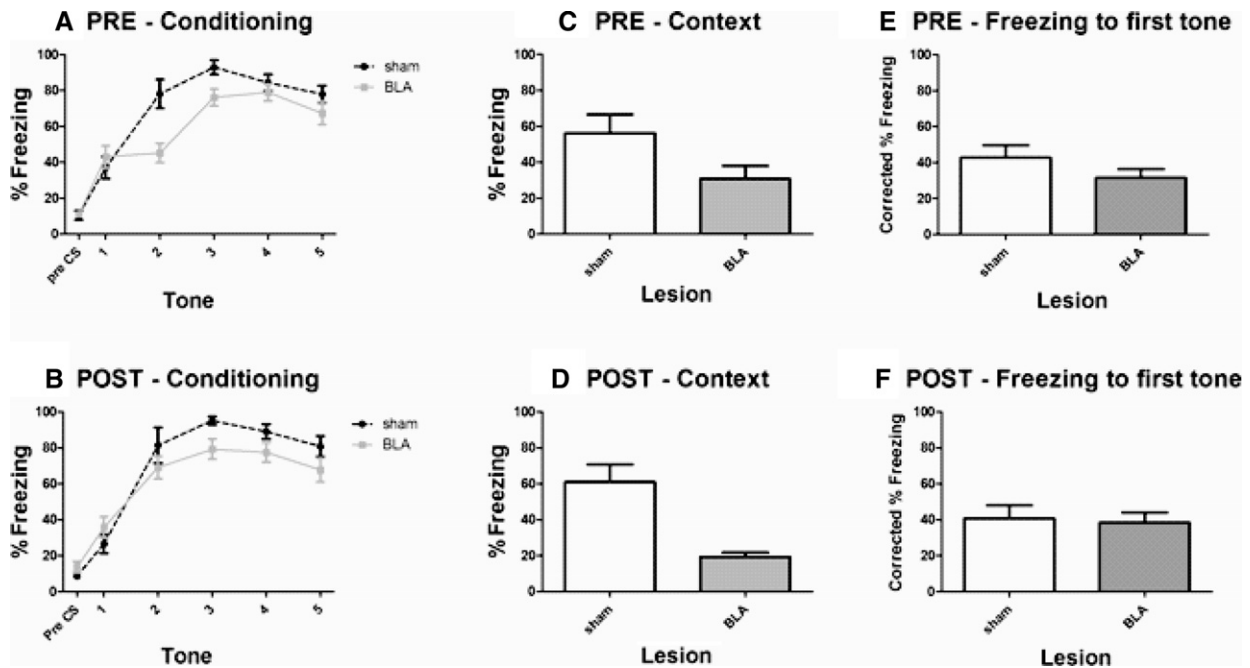 A PRE - Conditioning
100
80
60
40
20
0
% Freezing
pre CS
1
2
3
4
5
Tone
sham
BLA
C PRE - Context
100
80
60
40
20
0
% Freezing
sham
BLA
Lesion
E PRE - Freezing to first tone
100
80
60
40
20
0
Corrected % Freezing
sham
BLA
Lesion
B POST - Conditioning
100
80
60
40
20
0
% Freezing
Pre CS
1
2
3
4
5
Tone
sham
BLA
D POST - Context
100
80
60
40
20
0
% Freezing
sham
BLA
Lesion
F POST - Freezing to first tone
100
80
60
40
20
0
Corrected % Freezing
sham
BLA
Lesion